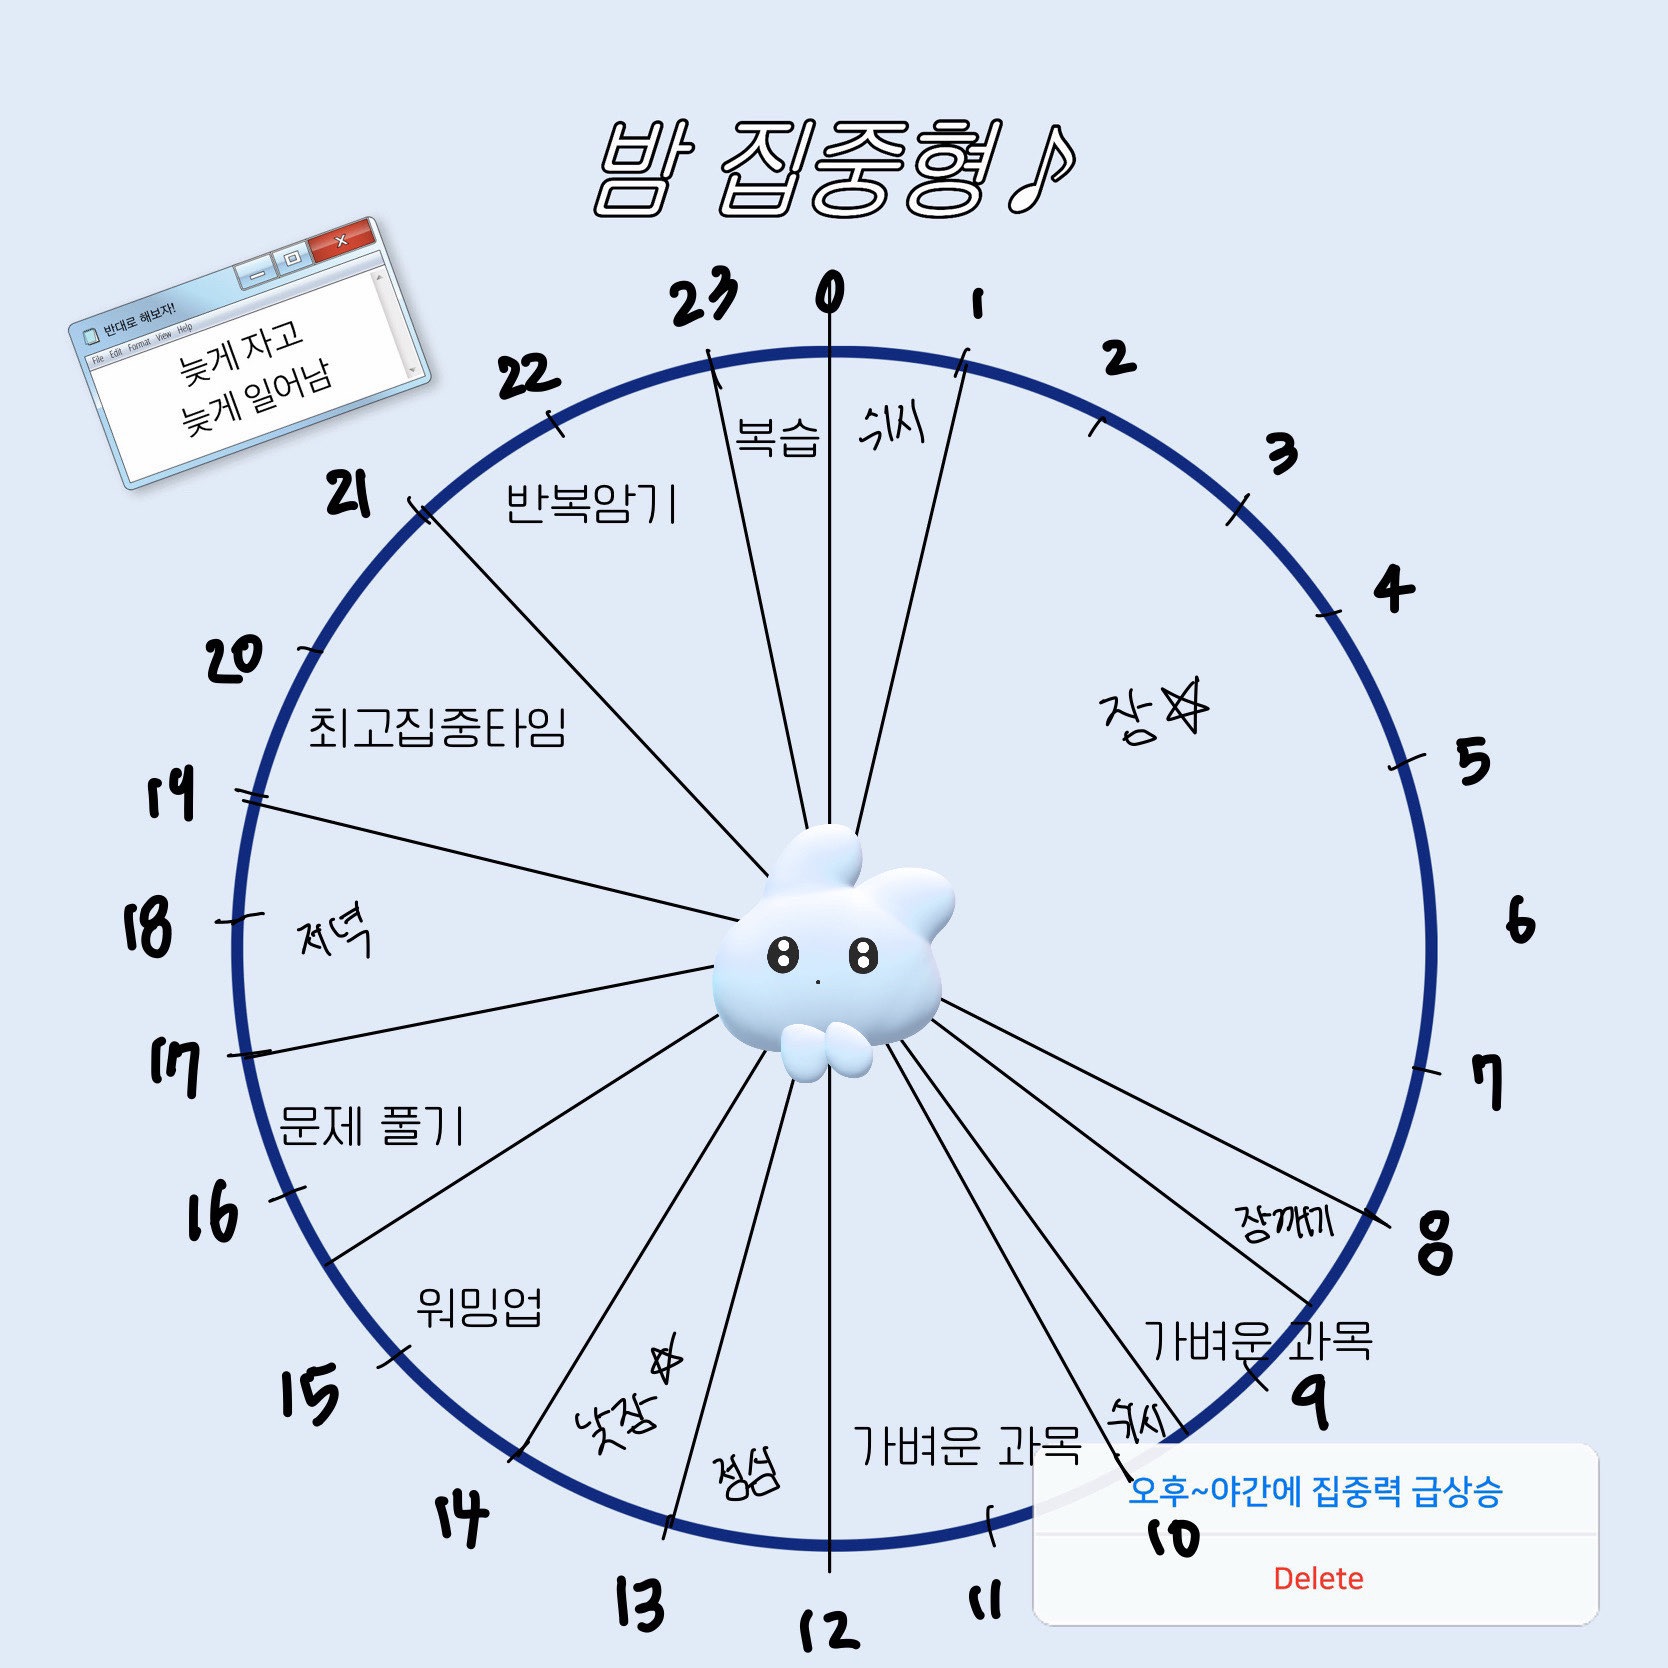 밤 집중형♪
반대로 해보자!
File Edit Format View Help
늦게 자고
늦게 일어남
0
1
2
3
4
5
6
7
8
9
10
11
12
13
14
15
16
17
18
19
20
21
22
23
쉬시
잠☆
잠깨기
가벼운 과목
쉬시
가벼운 과목
점심
낮잠☆
워밍업
문제 풀기
저녁
최고집중타임
반복암기
복습
오후~야간에 집중력 급상승
Delete